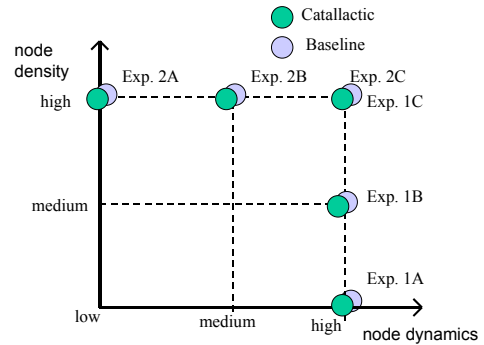 Catallactic
Baseline
node
density
Exp. 2A
Exp. 2B
Exp. 2C
high
Exp. 1C
medium
Exp. 1B
Exp. 1A
low
medium
high
node dynamics